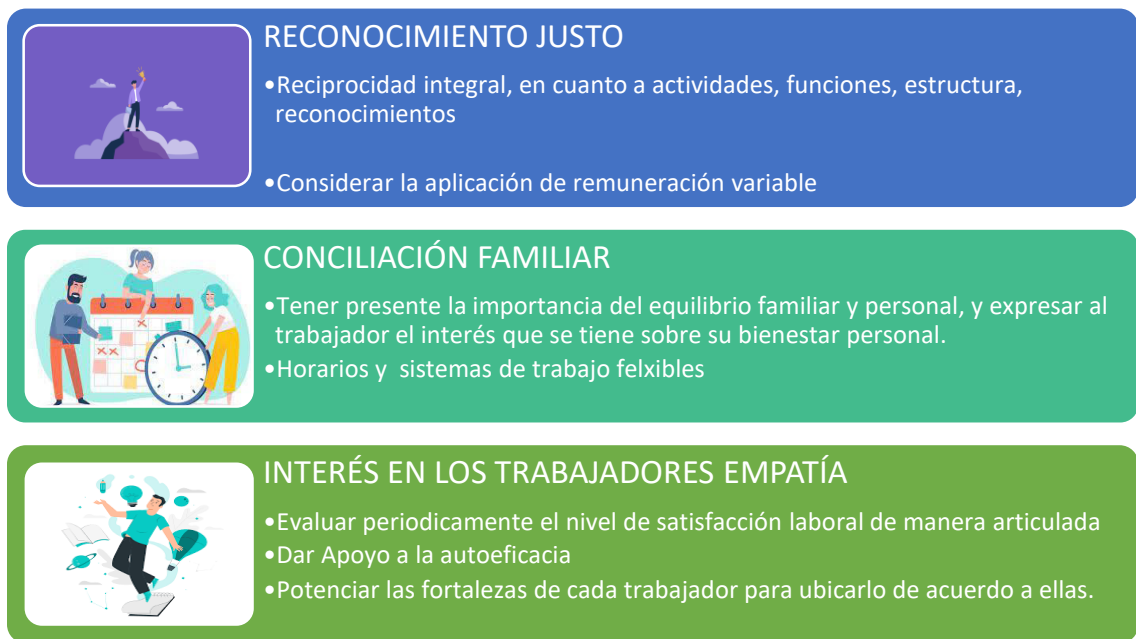 RECONOCIMIENTO JUSTO
•Reciprocidad integral, en cuanto a actividades, funciones, estructura,
reconocimientos
•Considerar la aplicación de remuneración variable
CONCILIACIÓN FAMILIAR
•Tener presente la importancia del equilibrio familiar y personal, y expresar al
trabajador el interés que se tiene sobre su bienestar personal.
•Horarios y sistemas de trabajo felxibles
INTERÉS EN LOS TRABAJADORES EMPATÍA
•Evaluar periodicamente el nivel de satisfacción laboral de manera articulada
•Dar Apoyo a la autoeficacia
•Potenciar las fortalezas de cada trabajador para ubicarlo de acuerdo a ellas.